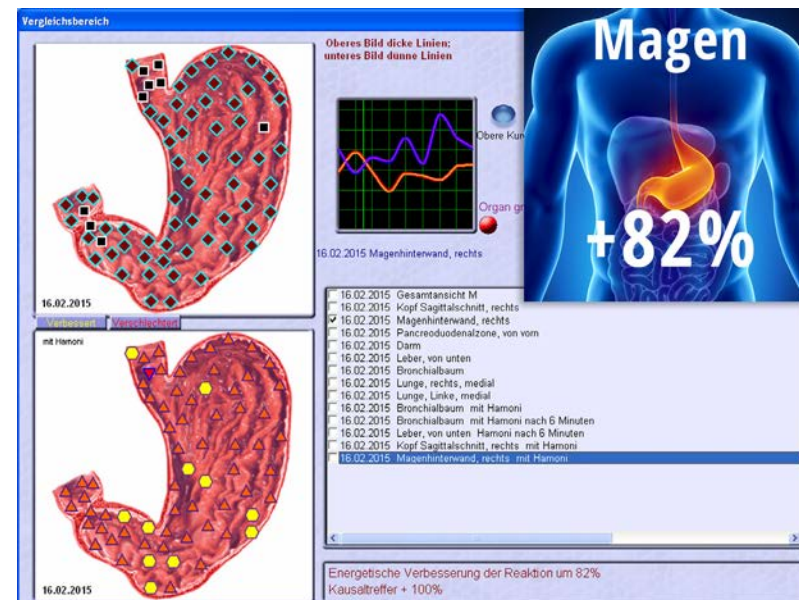 Vergleichsbereich
Oberes Bild dicke Linien;
unteres Bild dunne Linien
Magen
+82%
Obere Kur
Organ gr
16.02.2015 Magenhinterwand, rechts
16.02.2015
Verbessert Verschlechtert
mit Hamoni
16.02.2015
16.02.2015 Gesamtansicht M
16.02.2015 Kopf Sagittalschnitt, rechts
16.02.2015 Magenhinterwand, rechts
16.02.2015 Pancreoduodenalzone, von vorn
16.02.2015 Darm
16.02.2015 Leber, von unten
16.02.2015 Bronchialbaum
16.02.2015 Lunge, rechts, medial
16.02.2015 Lunge, Linke, medial
16.02.2015 Bronchialbaum mit Hamoni
16.02.2015 Bronchialbaum mit Hamoni nach 6 Minuten
16.02.2015 Leber, von unten Hamoni nach 6 Minuten
16.02.2015 Kopf Sagittalschnitt, rechts mit Hamoni
16.02.2015 Magenhinterwand, rechts mit Hamoni
Energetische Verbesserung der Reaktion um 82%
Kausaltreffer + 100%